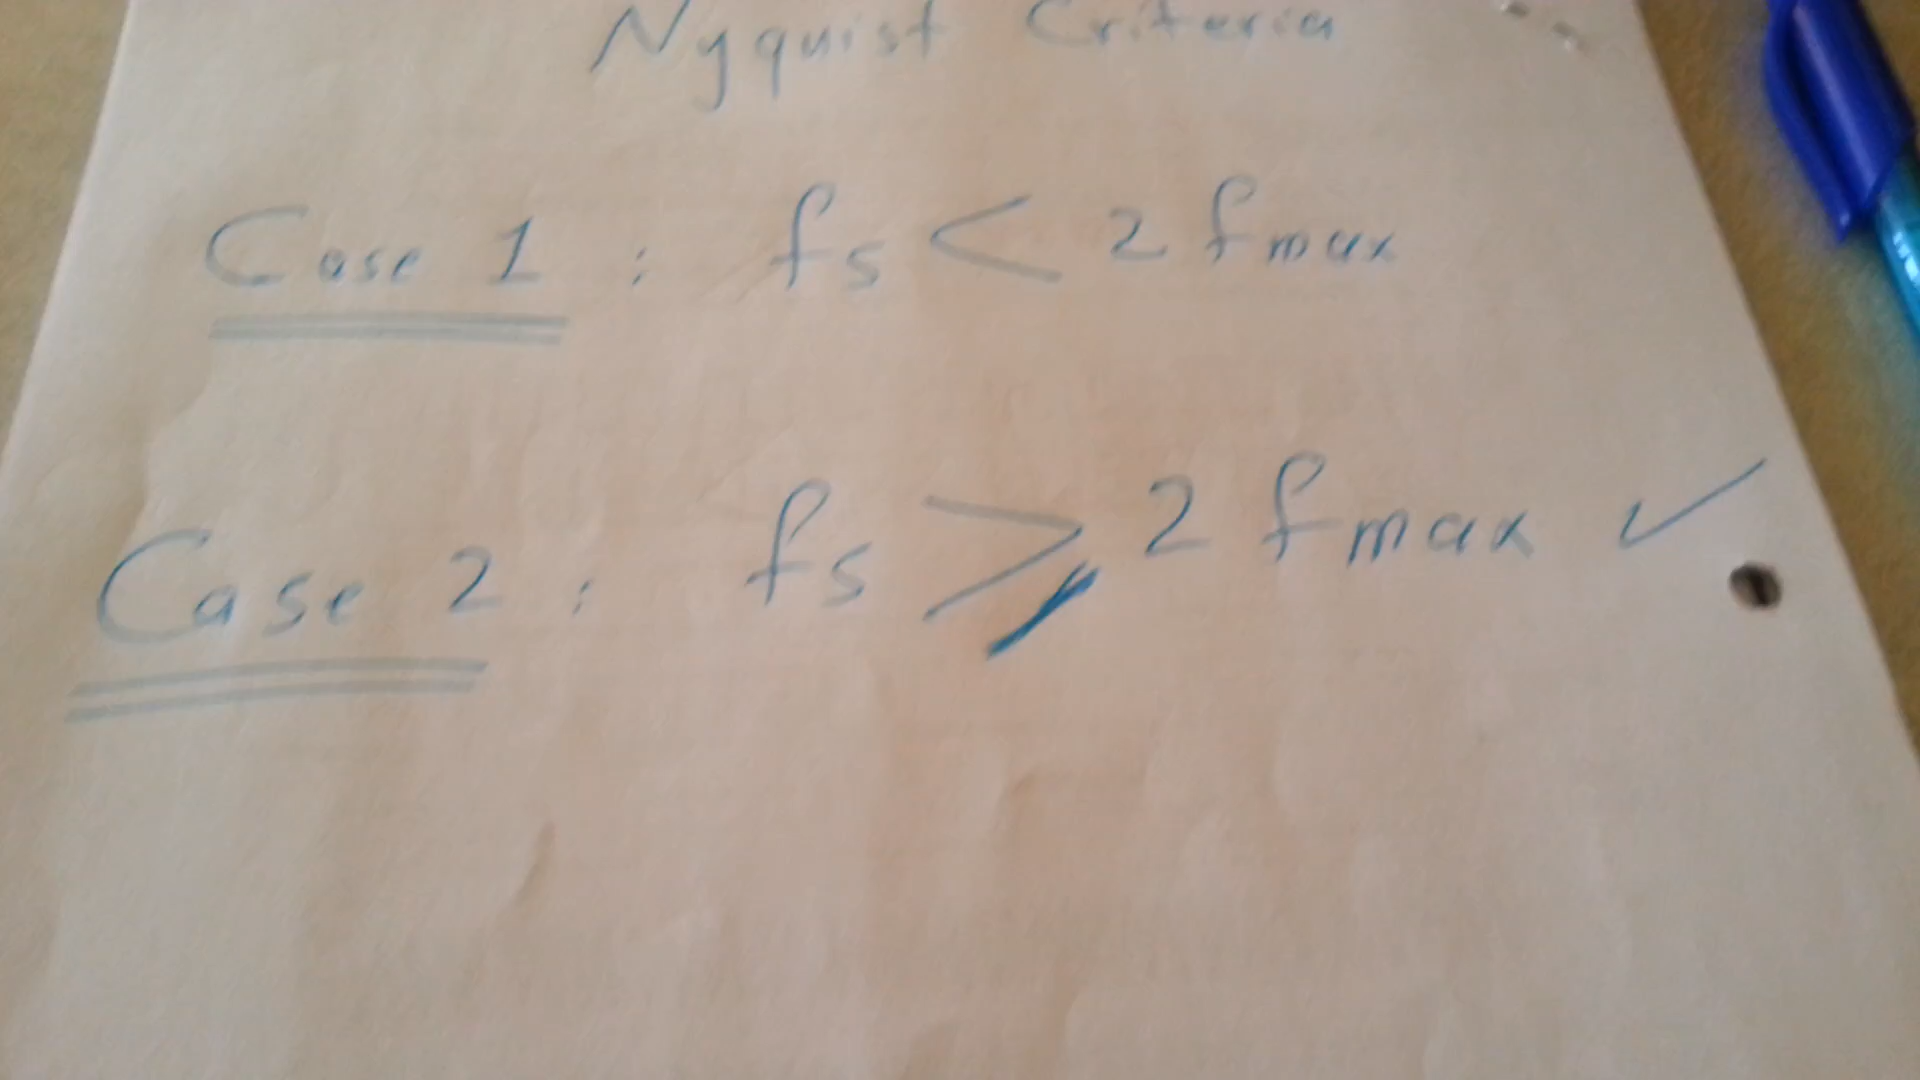 Nyquist Criteria
Case 1 : fs < 2 fmax
Case 2 : fs ⩾ 2 fmax ✓